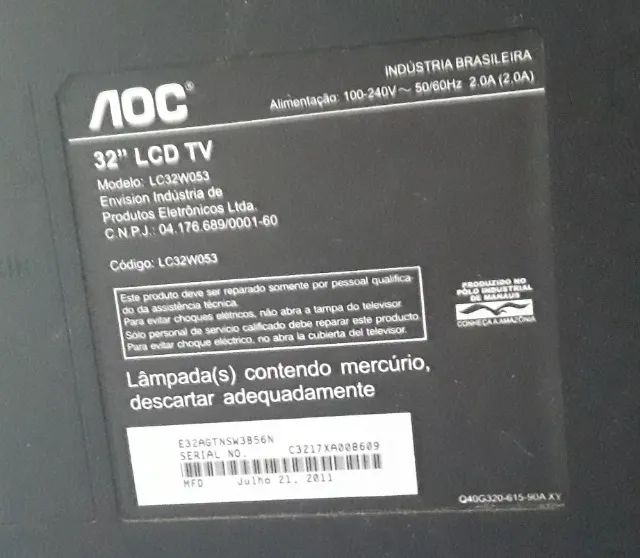 INDÚSTRIA BRASILEIRA
AOC®
Alimentação: 100-240V ~ 50/60Hz 2.0A (2.0A)
32" LCD TV
Modelo: LC32W053
Envision Indústria de
Produtos Eletrônicos Ltda.
C.N.P.J.: 04.176.689/0001-60
Código: LC32W053
Este produto deve ser reparado somente por pessoal qualifica-
do da assistência técnica.
Para evitar choques elétricos, não abra a tampa do televisor.
Sólo personal de servicio calificado debe reparar este producto.
Para evitar choque eléctrico, no abra la cubierta del televisor.
PRODUZIDO NO
PÓLO INDUSTRIAL
DE MANAUS
CONHEÇA A AMAZÔNIA
Lâmpada(s) contendo mercúrio,
descartar adequadamente
E32AGTNSW3B56N
SERIAL NO. C3217XA008609
MFD Julho 21, 2011
Q40G320-615-90A XY